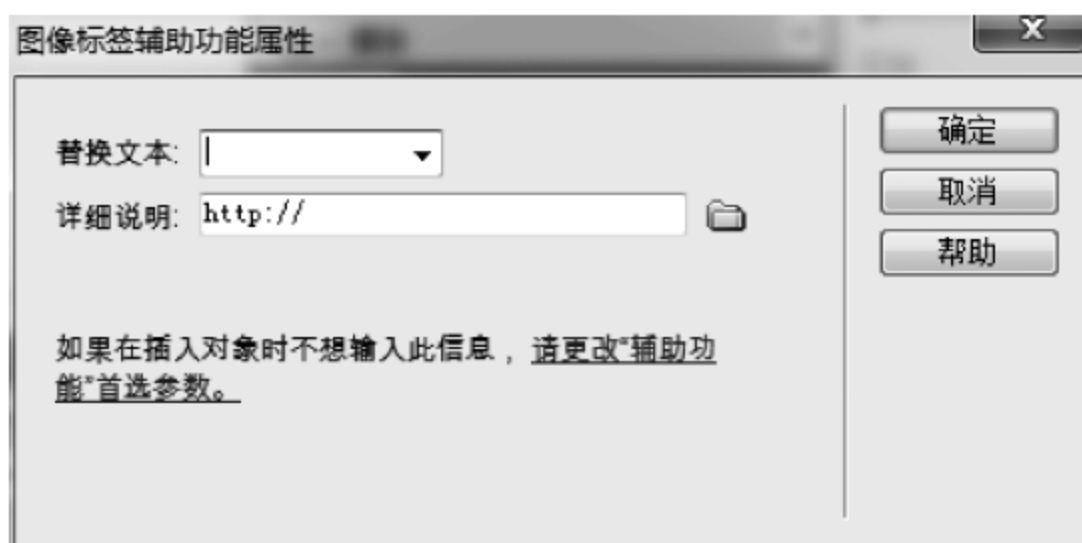 图像标签辅助功能属性
替换文本:
详细说明: http://
确定
取消
帮助
如果在插入对象时不想输入此信息，请更改“辅助功
能”首选参数。